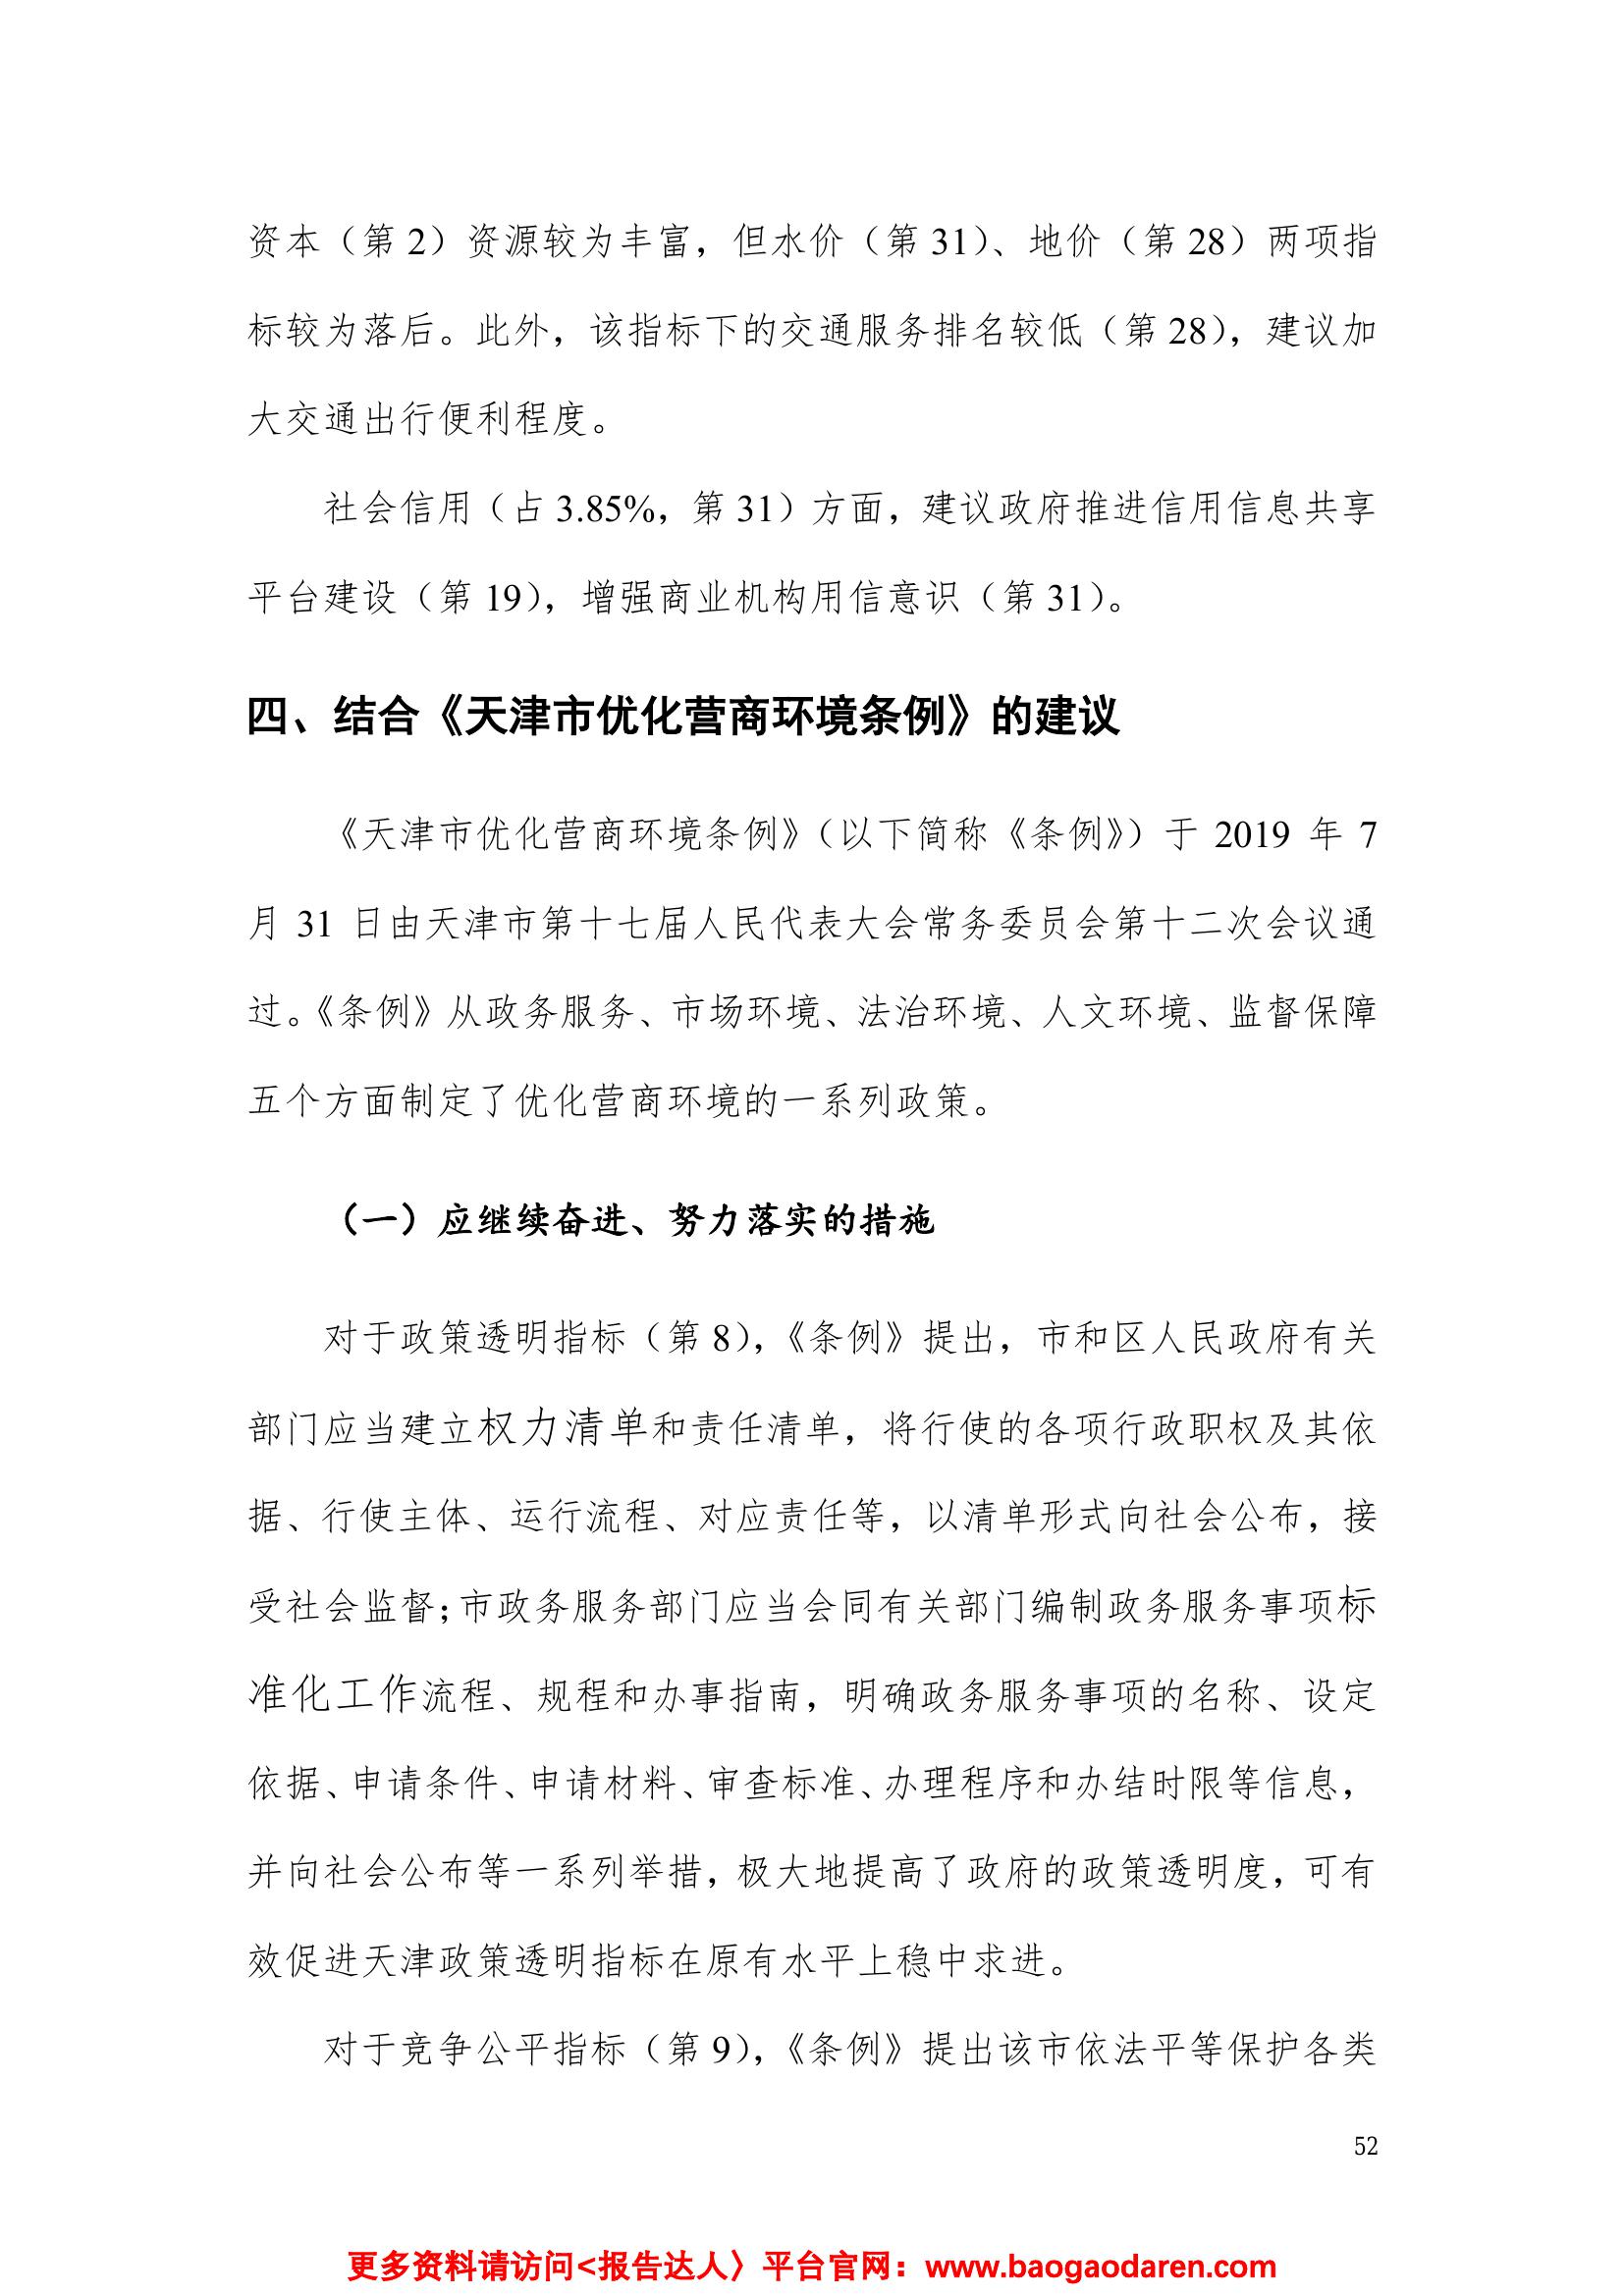 资本（第 2）资源较为丰富，但水价（第 31）、地价（第 28）两项指
标较为落后。此外，该指标下的交通服务排名较低（第 28），建议加
大交通出行便利程度。
社会信用（占 3.85%，第 31）方面，建议政府推进信用信息共享
平台建设（第 19），增强商业机构用信意识（第 31）。
四、结合《天津市优化营商环境条例》的建议
《天津市优化营商环境条例》（以下简称《条例》）于 2019 年 7
月 31 日由天津市第十七届人民代表大会常务委员会第十二次会议通
过。《条例》从政务服务、市场环境、法治环境、人文环境、监督保障
五个方面制定了优化营商环境的一系列政策。
（一）应继续奋进、努力落实的措施
对于政策透明指标（第 8），《条例》提出，市和区人民政府有关
部门应当建立权力清单和责任清单，将行使的各项行政职权及其依
据、行使主体、运行流程、对应责任等，以清单形式向社会公布，接
受社会监督；市政务服务部门应当会同有关部门编制政务服务事项标
准化工作流程、规程和办事指南，明确政务服务事项的名称、设定
依据、申请条件、申请材料、审查标准、办理程序和办结时限等信息，
并向社会公布等一系列举措，极大地提高了政府的政策透明度，可有
效促进天津政策透明指标在原有水平上稳中求进。
对于竞争公平指标（第 9），《条例》提出该市依法平等保护各类
52
更多资料请访问<报告达人〉平台官网：www.baogaodaren.com